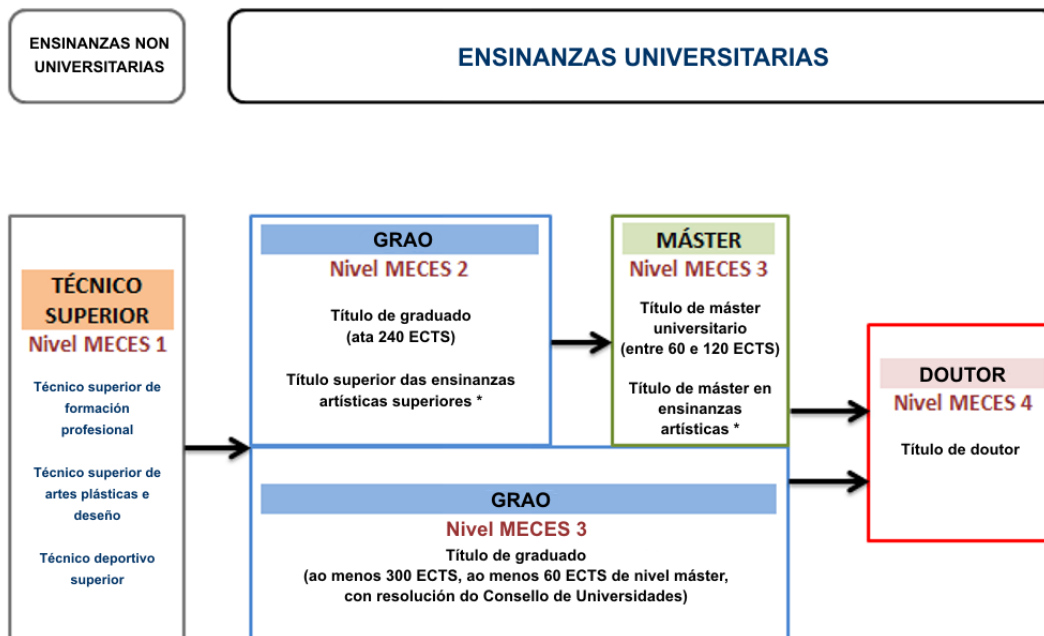 ENSINANZAS NON
UNIVERSITARIAS
ENSINANZAS UNIVERSITARIAS
TÉCNICO
SUPERIOR
Nivel MECES 1
Técnico superior de
formación
profesional
Técnico superior de
artes plásticas e
deseño
Técnico deportivo
superior
GRAO
Nivel MECES 2
Título de graduado
(ata 240 ECTS)
Título superior das ensinanzas
artísticas superiores *
MÁSTER
Nivel MECES 3
Título de máster
universitario
(entre 60 e 120 ECTS)
Título de máster en
ensinanzas
artísticas *
GRAO
Nivel MECES 3
Título de graduado
(ao menos 300 ECTS, ao menos 60 ECTS de nivel máster,
con resolución do Consello de Universidades)
DOUTOR
Nivel MECES 4
Título de doutor